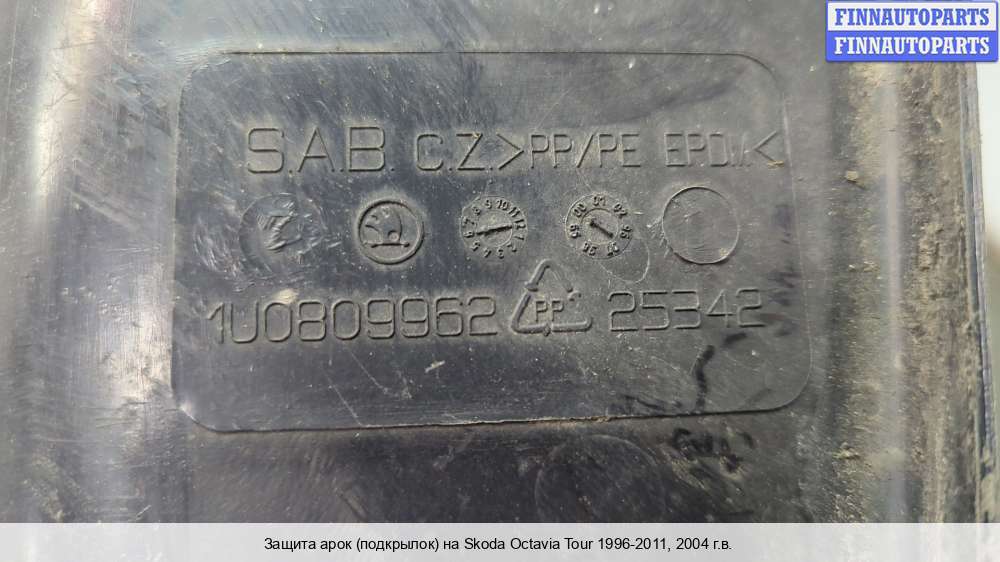 FINNAUTOPARTS
FINNAUTOPARTS
S.A.B. C.Z. >PP/PE EPDM<
1U0809962 PP 25342
Защита арок (подкрылок) на Skoda Octavia Tour 1996-2011, 2004 г.в.